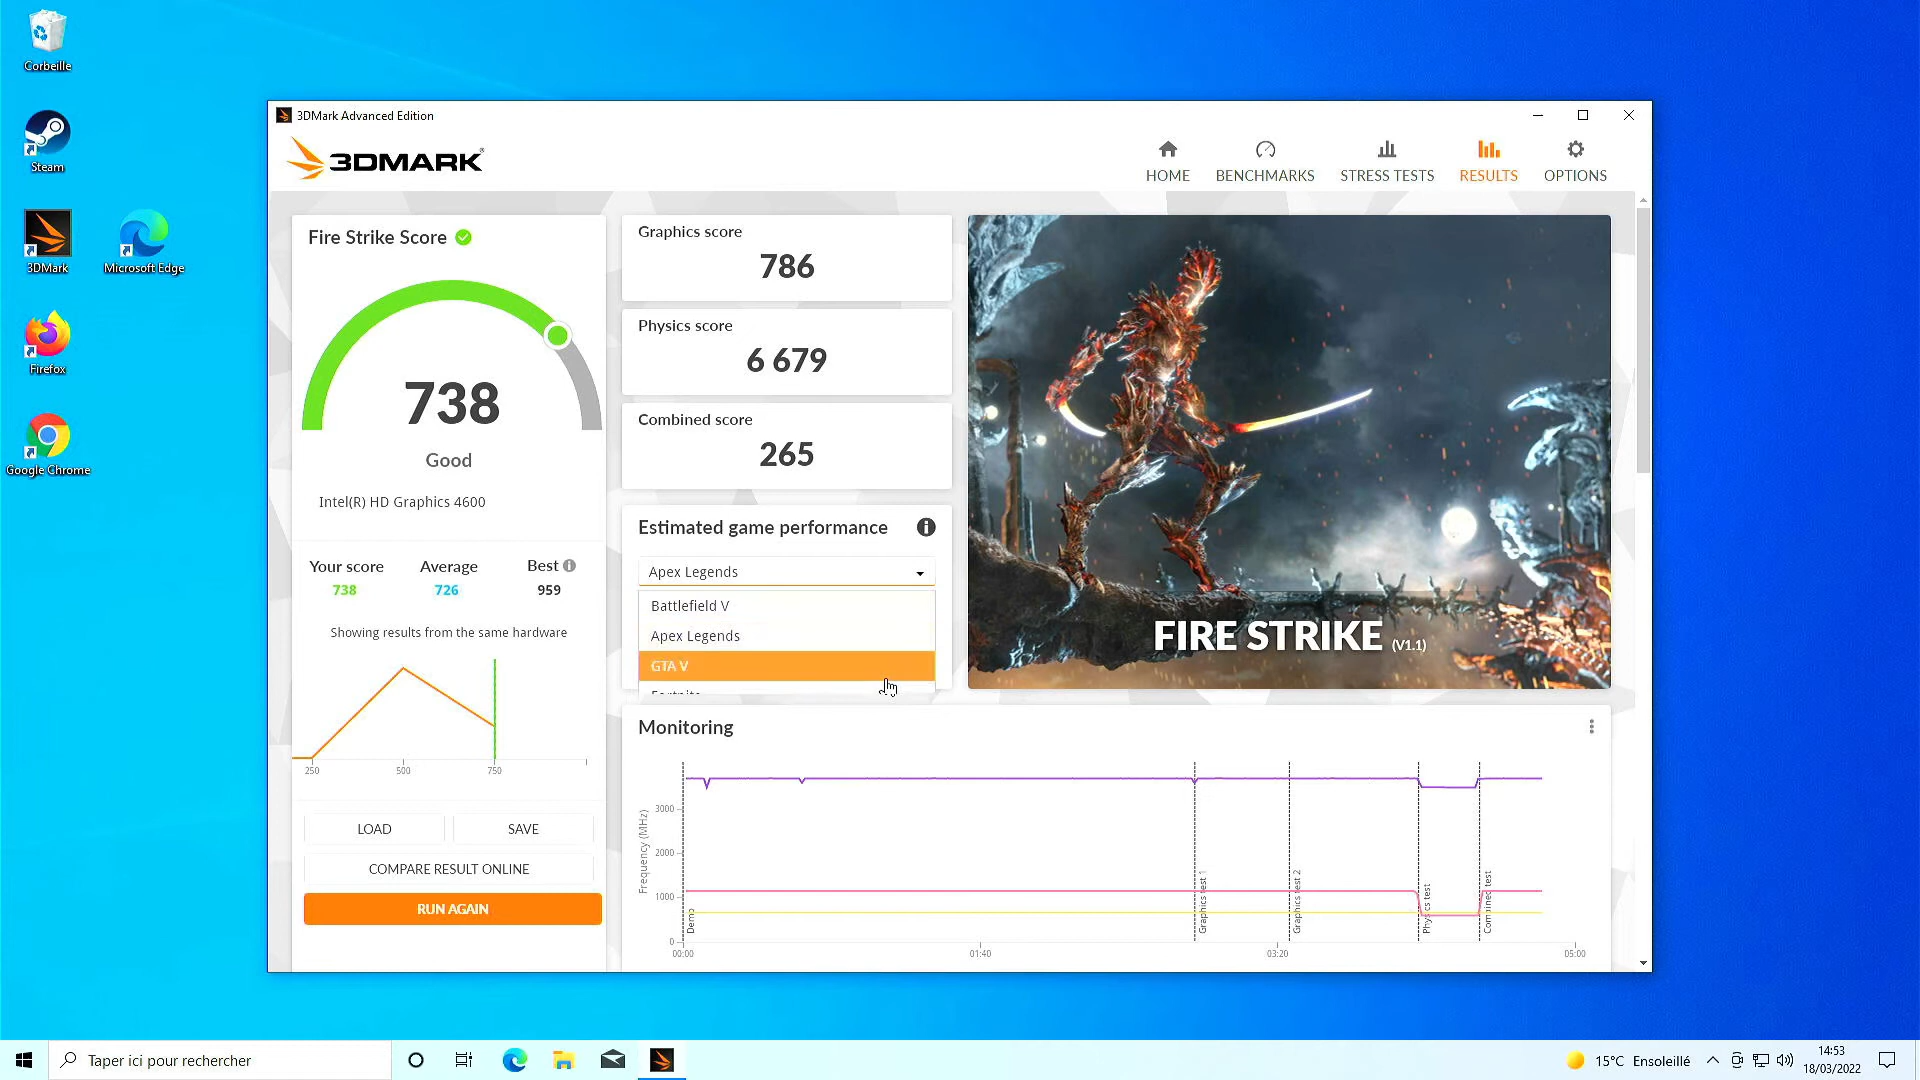 Corbeille
Steam
3DMark
Microsoft Edge
Firefox
Google Chrome
3DMark Advanced Edition
3DMARK®
HOME
BENCHMARKS
STRESS TESTS
RESULTS
OPTIONS
Fire Strike Score
738
Good
Intel(R) HD Graphics 4600
Your score
Average
Best
738
726
959
Showing results from the same hardware
250
500
750
LOAD
SAVE
COMPARE RESULT ONLINE
RUN AGAIN
Graphics score
786
Physics score
6 679
Combined score
265
Estimated game performance
Apex Legends
Battlefield V
Apex Legends
GTA V
Fortnite
FIRE STRIKE (V1.1)
Monitoring
Frequency (MHz)
3000
2000
1000
0
Demo
Graphics test 1
Graphics test 2
Physics test
Combined test
00:00
01:40
03:20
05:00
Taper ici pour rechercher
15°C Ensoleillé
14:53
18/03/2022